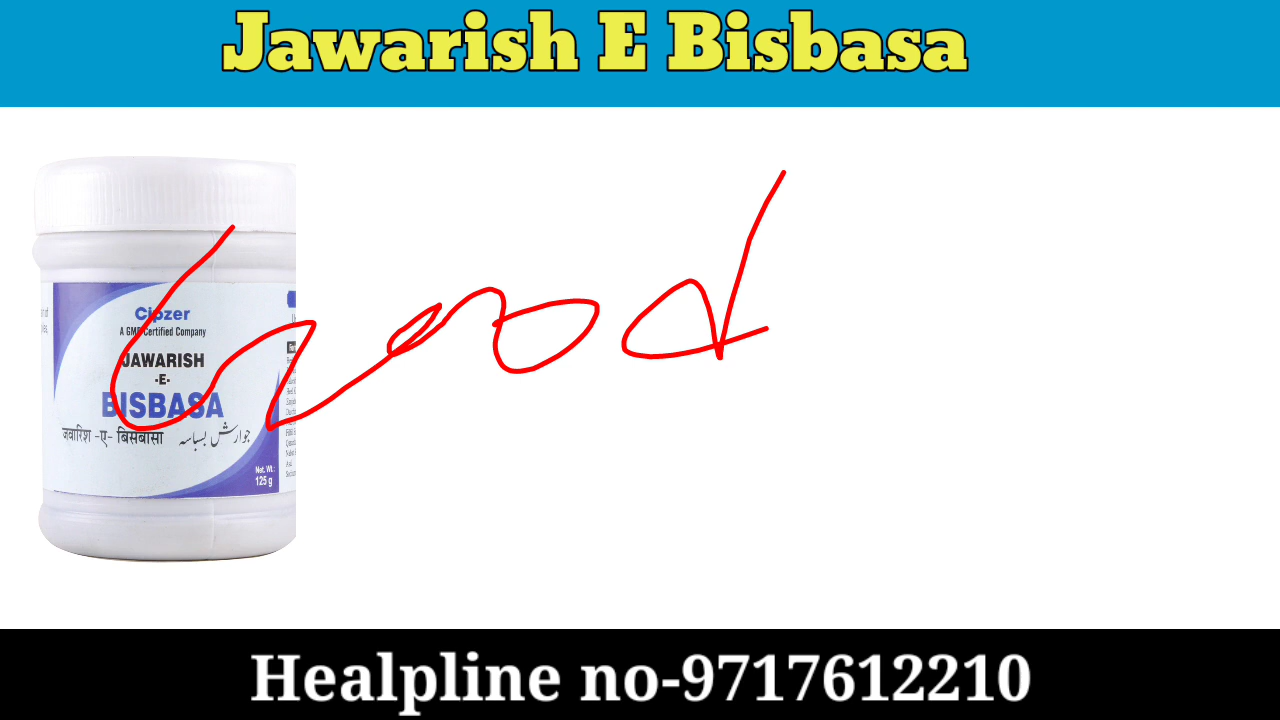 Jawarish E Bisbasa
Cipzer
A GMP Certified Company
JAWARISH
-E-
BISBASA
जवारिश -ए- बिसबासा جوارش بسباسہ
Net. Wt.:
125 g
Good
Healpline no-9717612210